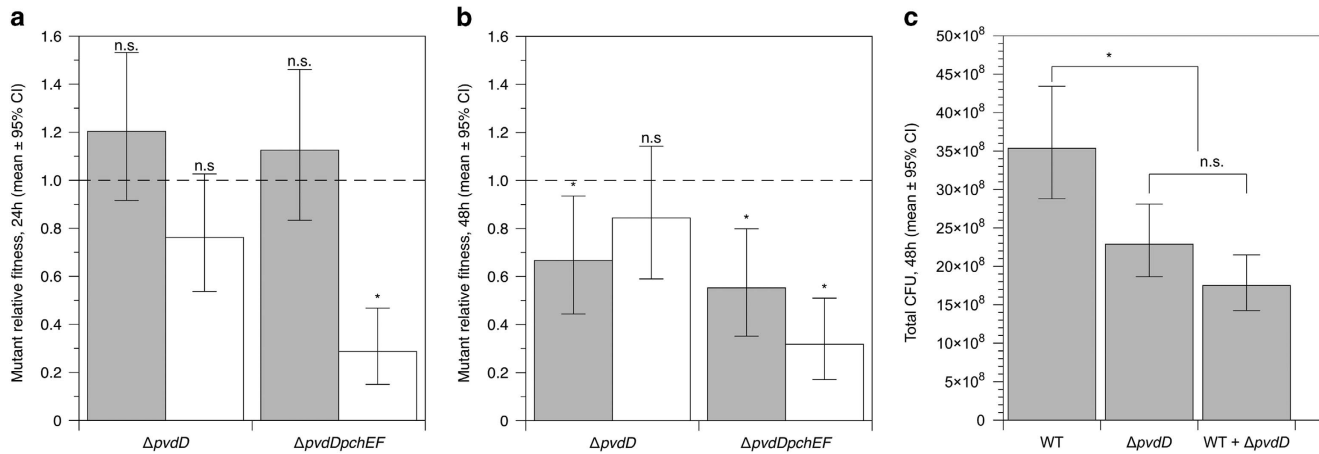 a
Mutant relative fitness, 24h (mean ± 95% CI)
1.6
1.4
1.2
1.0
0.8
0.6
0.4
0.2
0
n.s.
n.s
n.s.
*
ΔpvdD
ΔpvdDpchEF
b
Mutant relative fitness, 48h (mean ± 95% CI)
1.6
1.4
1.2
1.0
0.8
0.6
0.4
0.2
0
*
n.s
*
*
ΔpvdD
ΔpvdDpchEF
c
Total CFU, 48h (mean ± 95% CI)
50×10⁸
45×10⁸
40×10⁸
35×10⁸
30×10⁸
25×10⁸
20×10⁸
15×10⁸
10×10⁸
5×10⁸
0
*
n.s.
WT
ΔpvdD
WT + ΔpvdD